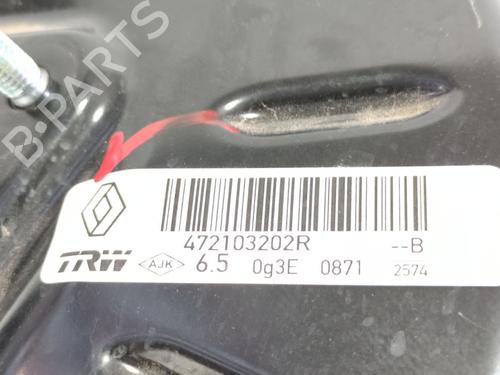 B-PARTS
472103202R --B
TRW AJK 6.5 0g3E 0871 2574